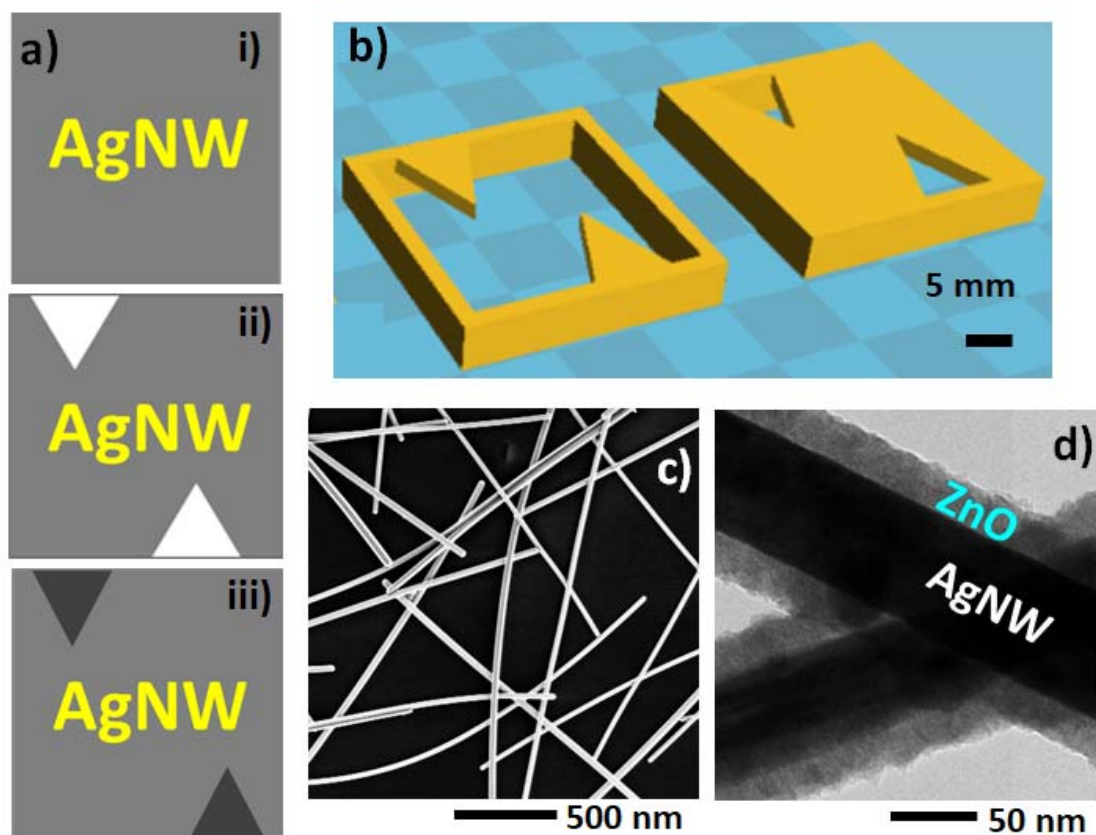 a)
i)
AgNW
ii)
AgNW
iii)
AgNW
b)
5 mm
c)
500 nm
d)
ZnO
AgNW
50 nm